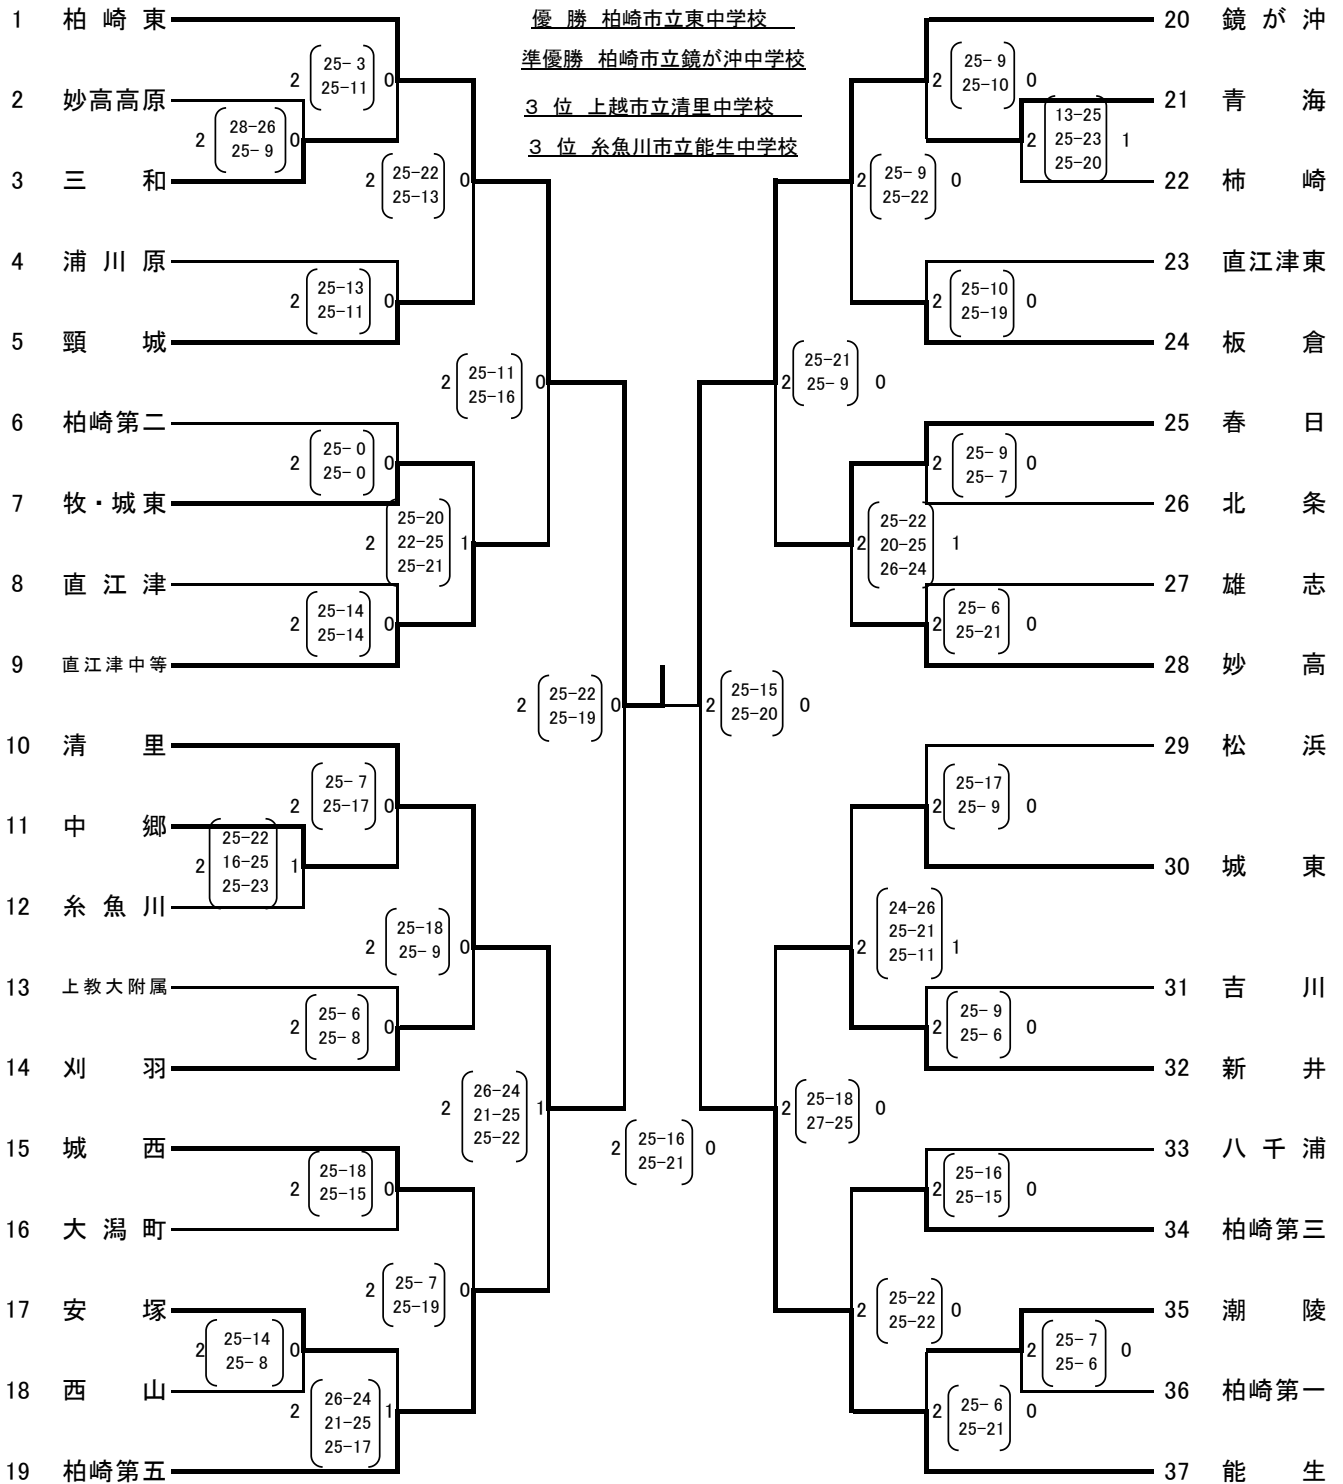 優　勝　柏崎市立東中学校
準優勝　柏崎市立鏡が沖中学校
３　位　上越市立清里中学校
３　位　糸魚川市立能生中学校
1 柏崎東
2 25-3 0
25-11
2 妙高高原
2 28-26 0
25-9
3 三和
2 25-22 0
25-13
4 浦川原
2 25-13 0
25-11
5 頸城
2 25-11 0
25-16
6 柏崎第二
2 25-0 0
25-0
7 牧・城東
25-20
2 22-25 1
25-21
8 直江津
2 25-14 0
25-14
9 直江津中等
2 25-22 0
25-19
10 清里
2 25-7 0
25-17
11 中郷
25-22
2 16-25 1
25-23
12 糸魚川
2 25-18 0
25-9
13 上教大附属
2 25-6 0
25-8
14 刈羽
26-24
2 21-25 1
25-22
15 城西
2 25-18 0
25-15
16 大潟町
2 25-7 0
25-19
17 安塚
2 25-14 0
25-8
18 西山
26-24
2 21-25 1
25-17
19 柏崎第五
2 25-16 0
25-21
20 鏡が沖
2 25-9 0
25-10
21 青海
13-25
2 25-23 1
25-20
22 柿崎
2 25-9 0
25-22
23 直江津東
2 25-10 0
25-19
24 板倉
2 25-21 0
25-9
25 春日
2 25-9 0
25-7
26 北条
25-22
2 20-25 1
26-24
27 雄志
2 25-6 0
25-21
28 妙高
2 25-15 0
25-20
29 松浜
2 25-17 0
25-9
30 城東
24-26
2 25-21 1
25-11
31 吉川
2 25-9 0
25-6
32 新井
2 25-18 0
27-25
33 八千浦
2 25-16 0
25-15
34 柏崎第三
2 25-22 0
25-22
35 潮陵
2 25-7 0
25-6
36 柏崎第一
2 25-6 0
25-21
37 能生